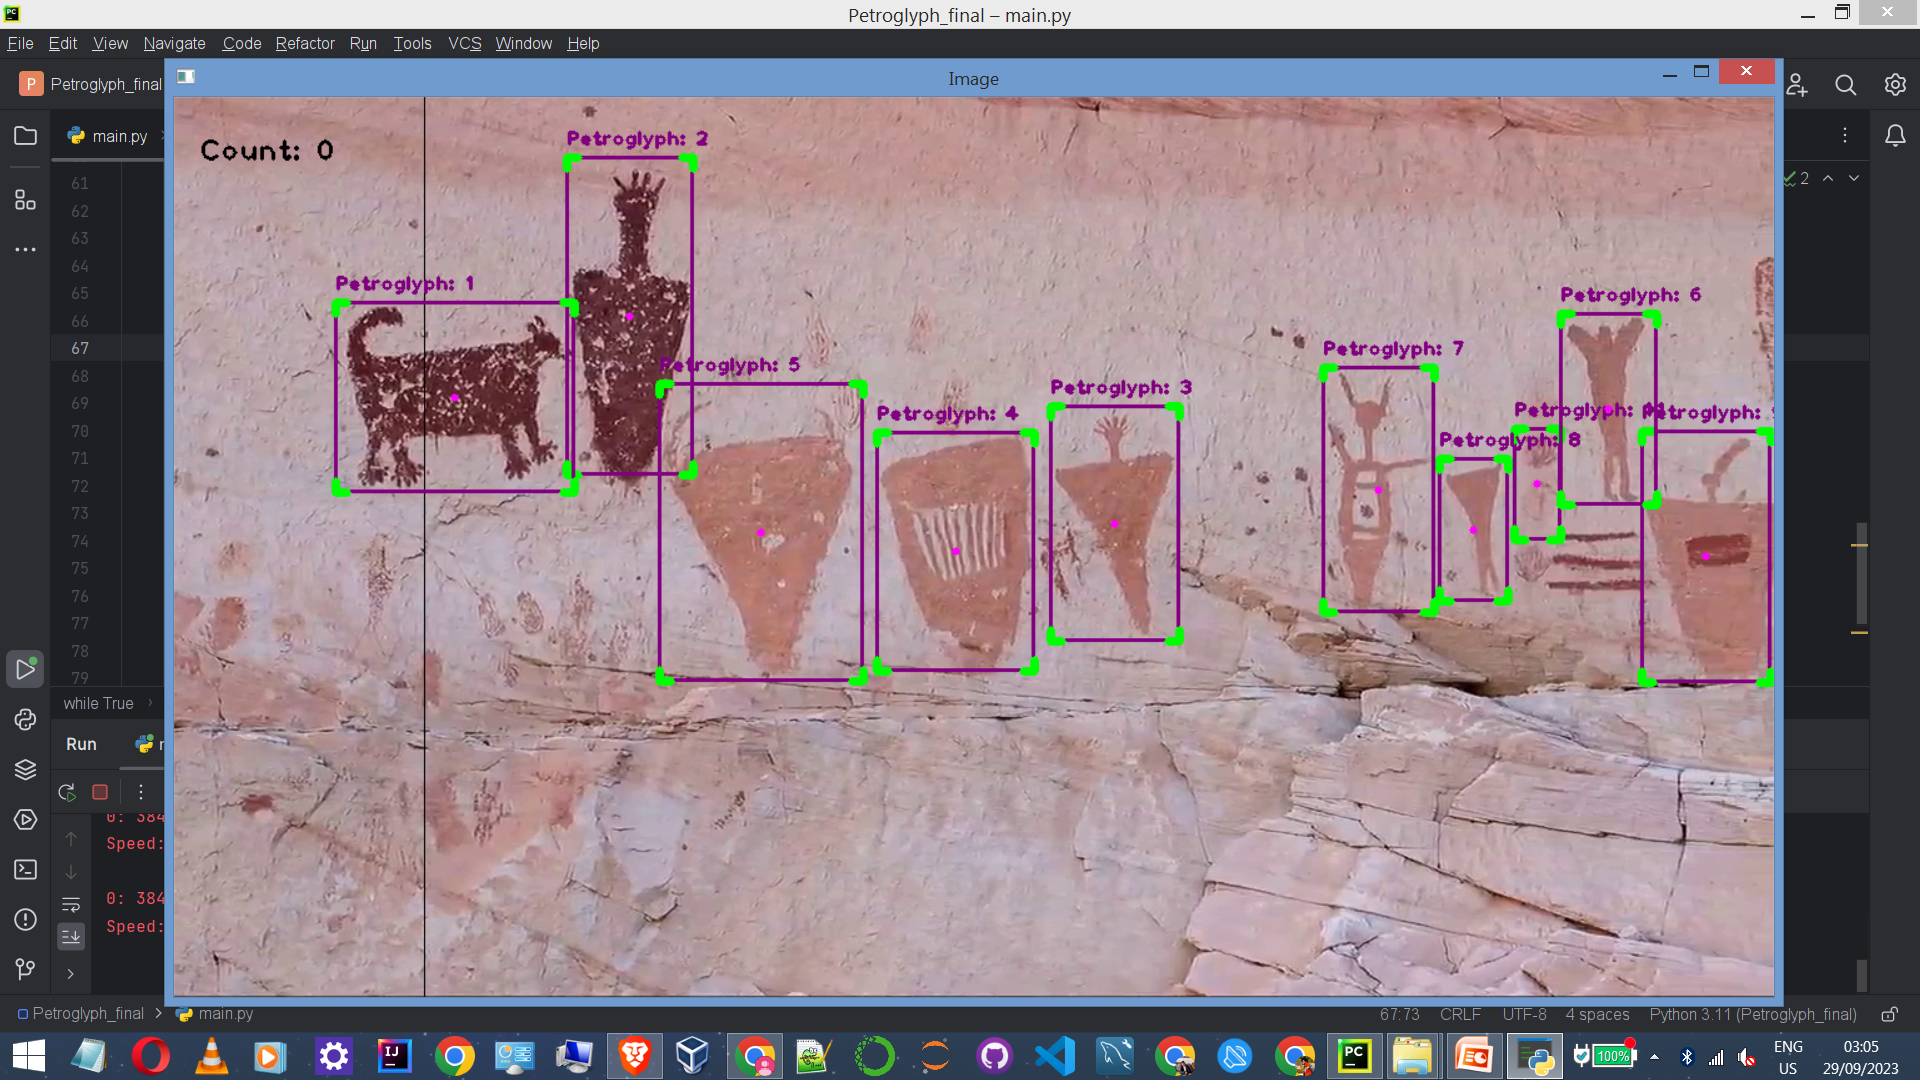 Petroglyph_final – main.py
File Edit View Navigate Code Refactor Run Tools VCS Window Help
P Petroglyph_final
Image
main.py
Count: 0
Petroglyph: 2
Petroglyph: 1
Petroglyph: 6
Petroglyph: 7
Petroglyph: 5
Petroglyph: 3
Petroglyph: 4
Petroglyph:
Petroglyph:
Petroglyph: 8
2
61
62
63
64
65
66
67
68
69
70
71
72
73
74
75
76
77
78
79
while True
Run
0: 384
Speed:
0: 384
Speed:
Petroglyph_final > main.py
67:73 CRLF UTF-8 4 spaces Python 3.11 (Petroglyph_final)
IJ
PC
100%
ENG
US
03:05
29/09/2023